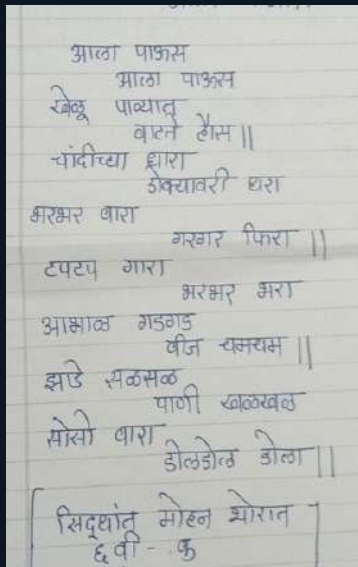 आला पाऊस
आला पाऊस
खेळू पाण्यात
वाटते हौस ||
चांदीच्या धारा
डोक्यावरी धरा
भरभर वारा
गरगर फिरा ||
टपटप गारा
भरभर भरा
आभाळ गडगड
वीज चमचम ||
झाडे सळसळ
पाणी खळखळ
सोसो वारा
डोलडोल डोला ||
सिद्धांत मोहन थोरात
६ वी - क